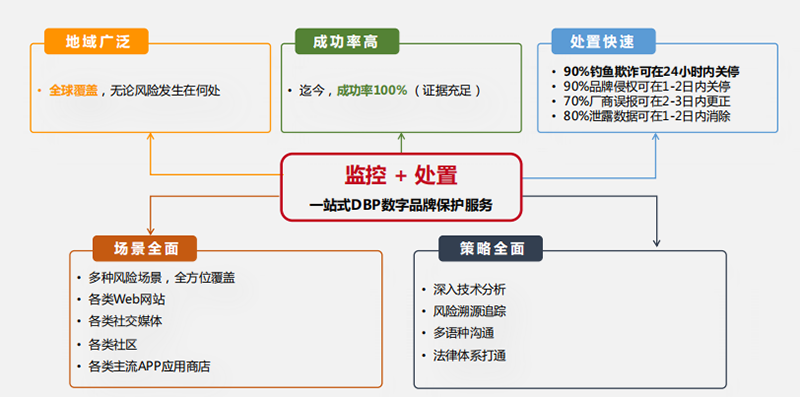 地域广泛
• 全球覆盖，无论风险发生在何处
成功率高
• 迄今，成功率100%（证据充足）
处置快速
• 90%钓鱼欺诈可在24小时内关停
• 90%品牌侵权可在1-2日内关停
• 70%厂商误报可在2-3日内更正
• 80%泄露数据可在1-2日内消除
监控 + 处置
一站式DBP数字品牌保护服务
场景全面
• 多种风险场景，全方位覆盖
• 各类Web网站
• 各类社交媒体
• 各类社区
• 各类主流APP应用商店
策略全面
• 深入技术分析
• 风险溯源追踪
• 多语种沟通
• 法律体系打通